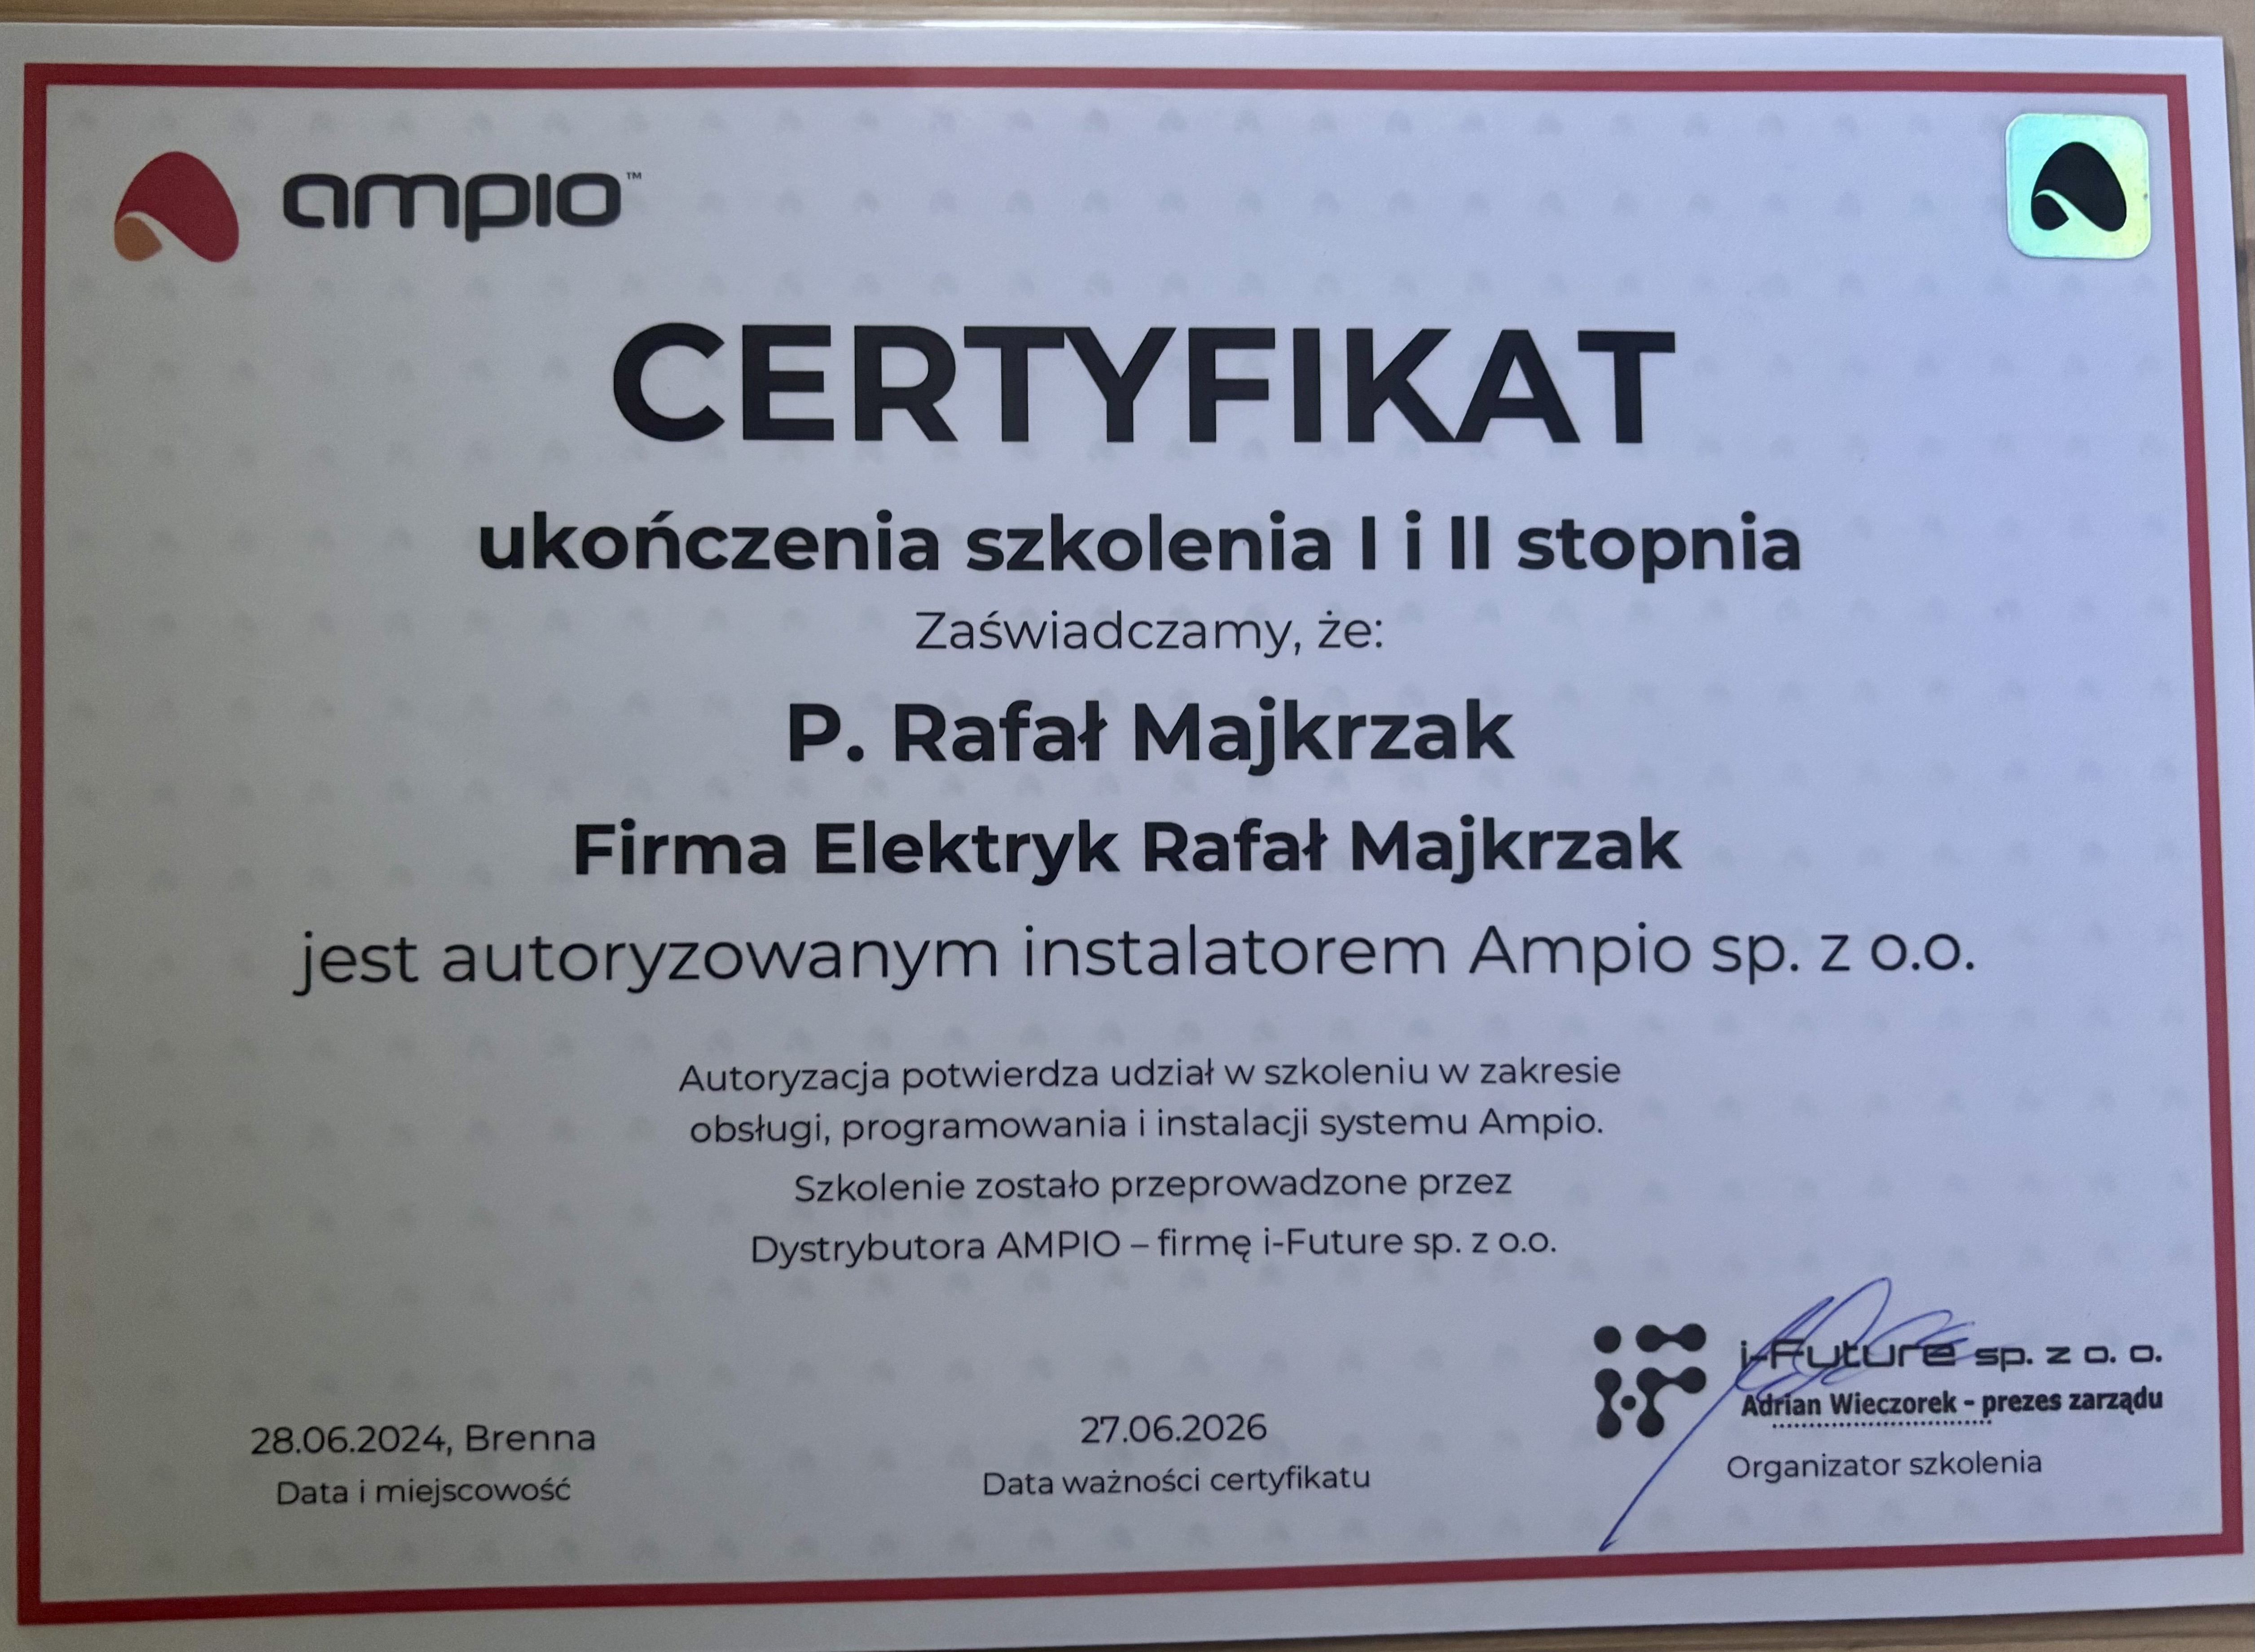 ampio™
CERTYFIKAT
ukończenia szkolenia I i II stopnia
Zaświadczamy, że:
P. Rafał Majkrzak
Firma Elektryk Rafał Majkrzak
jest autoryzowanym instalatorem Ampio sp. z o.o.
Autoryzacja potwierdza udział w szkoleniu w zakresie
obsługi, programowania i instalacji systemu Ampio.
Szkolenie zostało przeprowadzone przez
Dystrybutora AMPIO – firmę i-Future sp. z o.o.
28.06.2024, Brenna
Data i miejscowość
27.06.2026
Data ważności certyfikatu
i-Future sp. z o. o.
Adrian Wieczorek - prezes zarządu
Organizator szkolenia